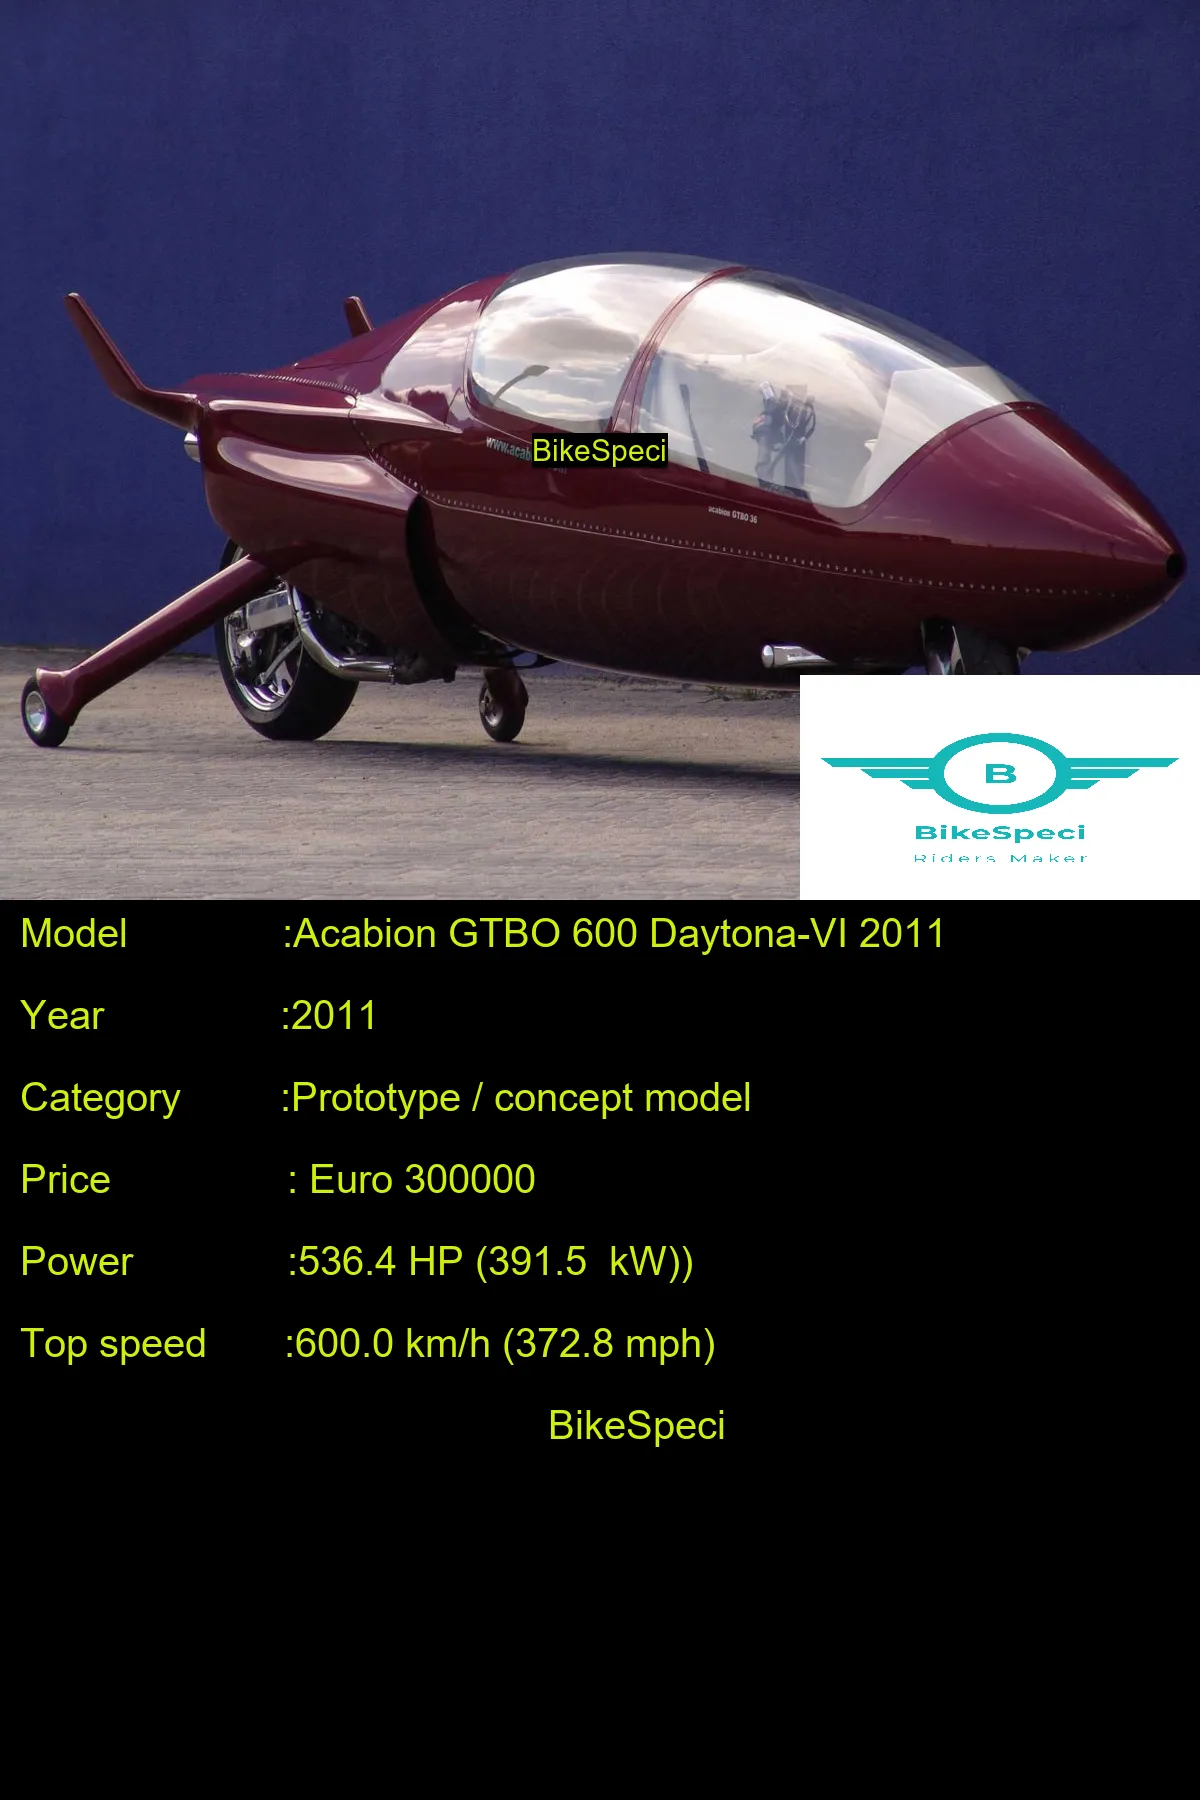 www.acab
BikeSpeci
acabion GTBO 36
B
BikeSpeci
Riders Maker
Model :Acabion GTBO 600 Daytona-VI 2011
Year :2011
Category :Prototype / concept model
Price : Euro 300000
Power :536.4 HP (391.5  kW))
Top speed :600.0 km/h (372.8 mph)
BikeSpeci